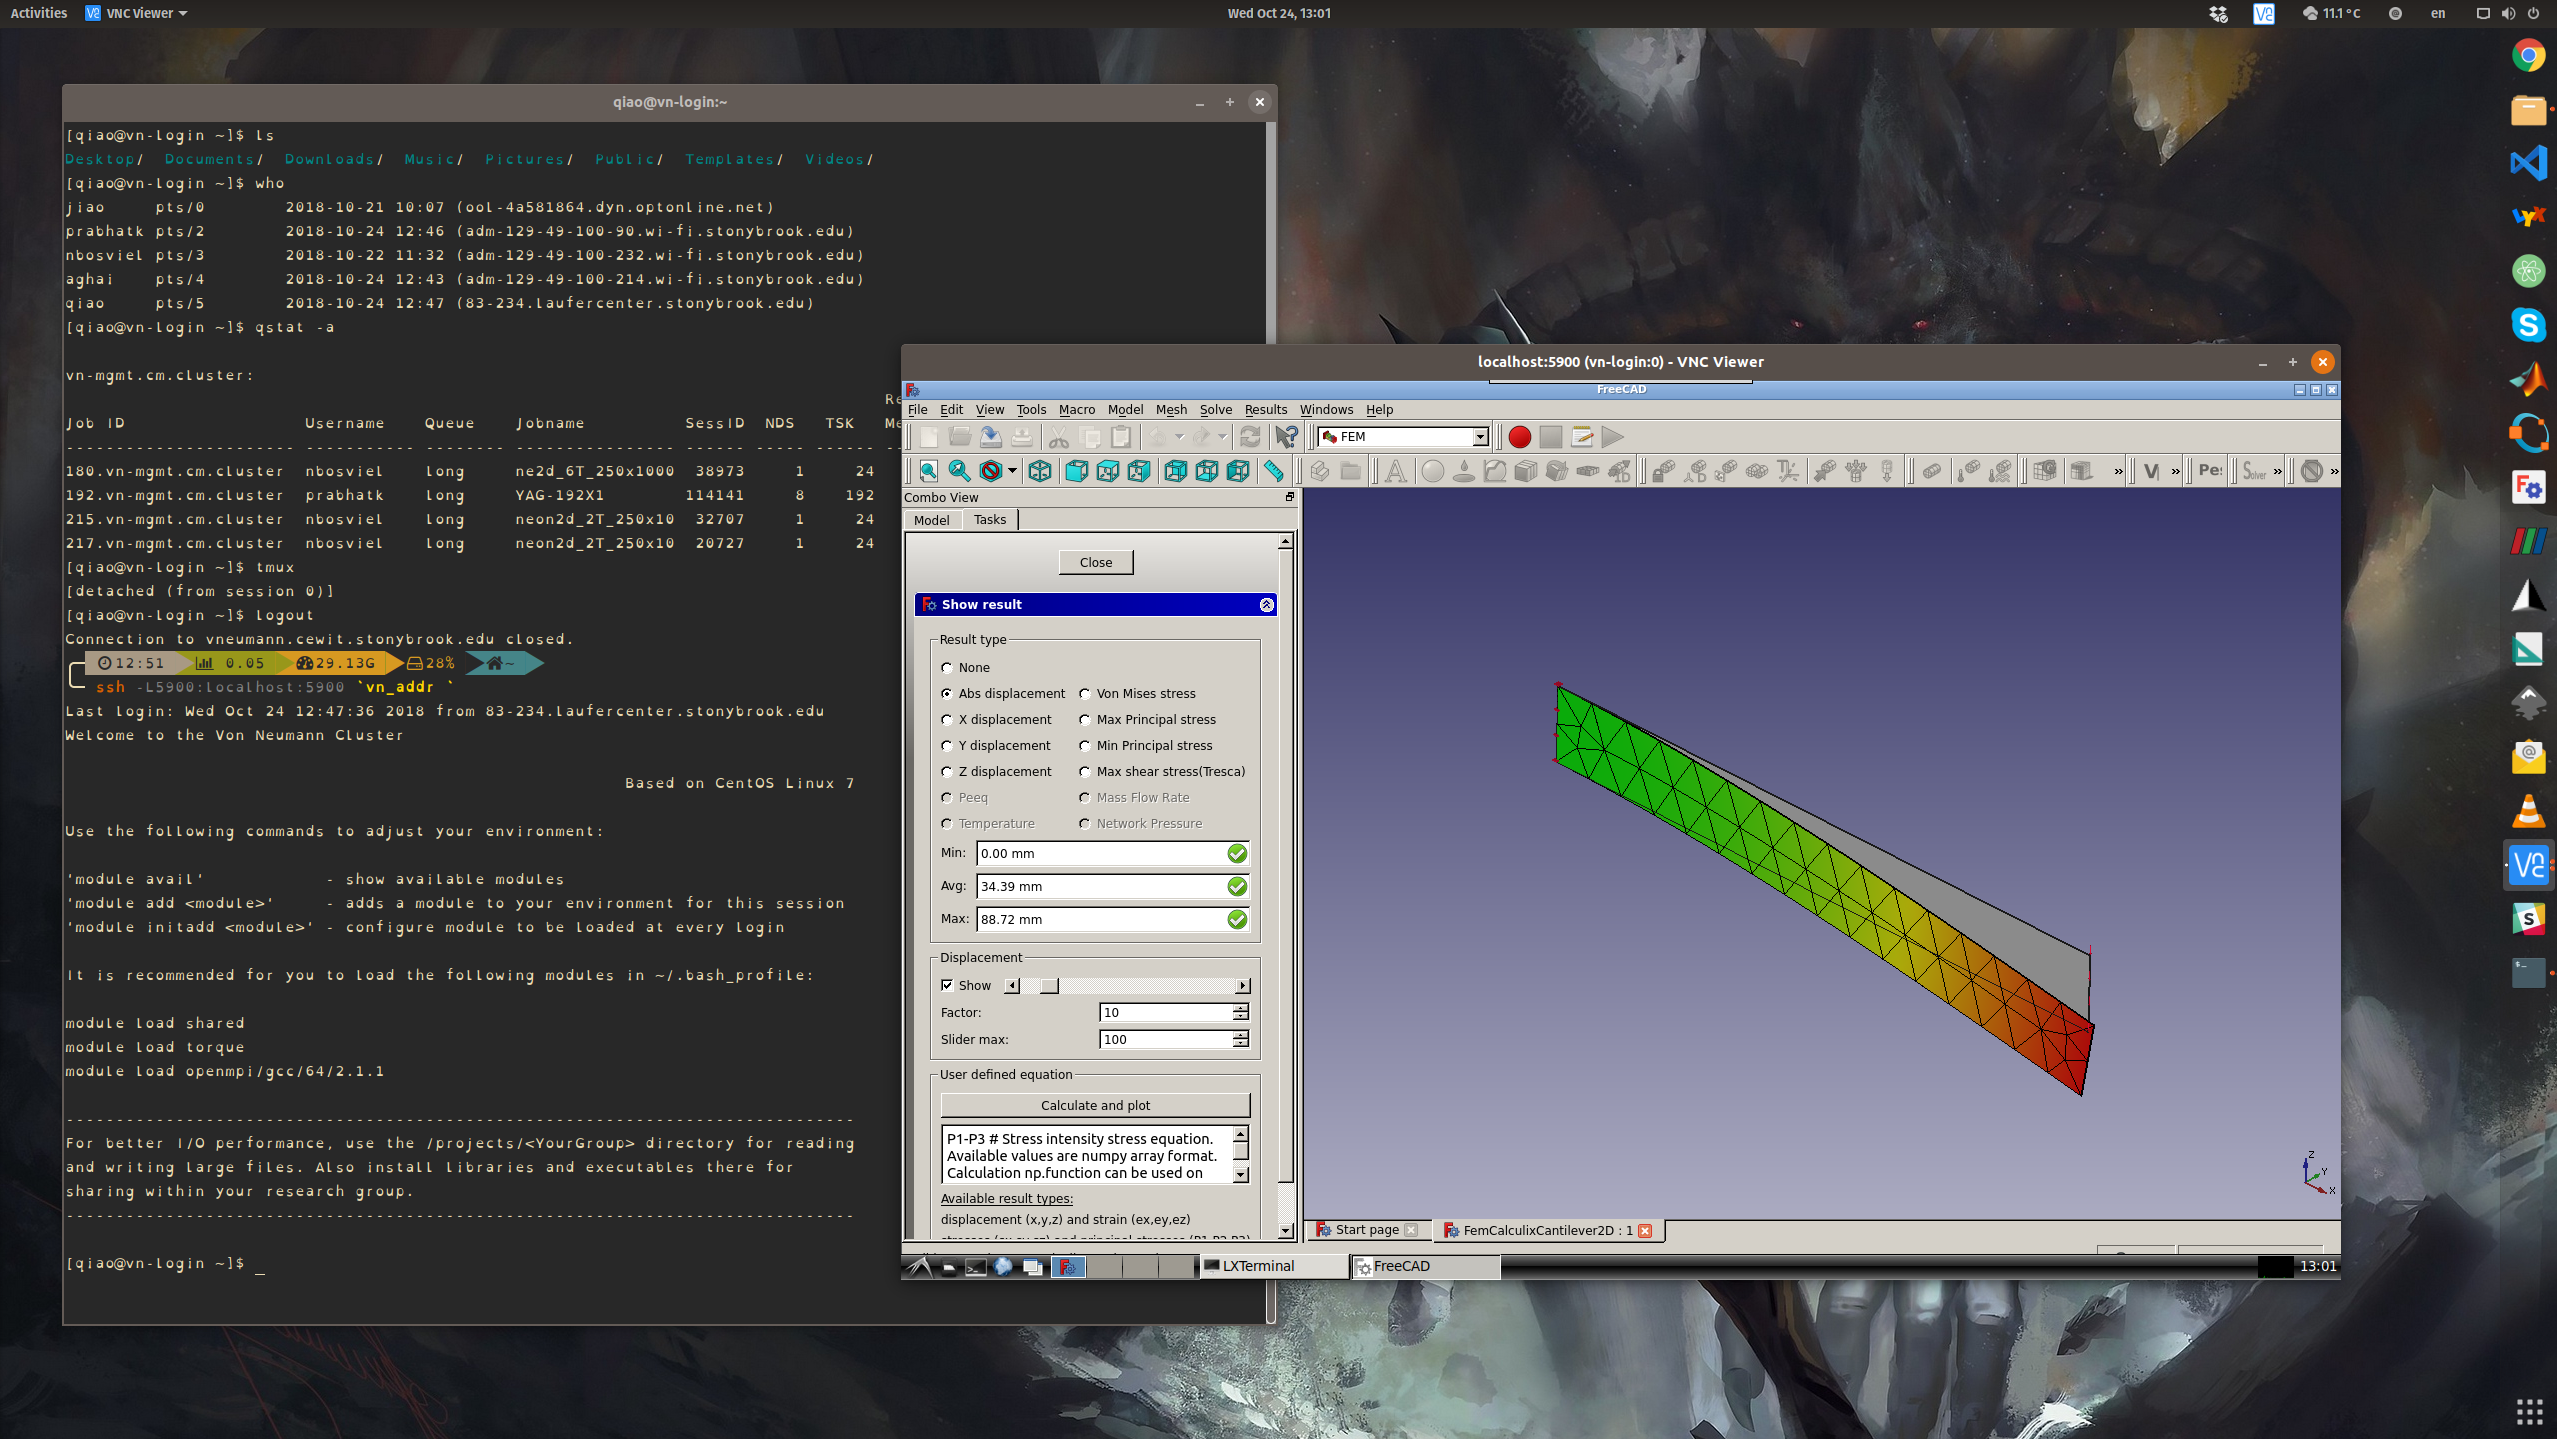 Activities VNC Viewer Wed Oct 24, 13:01 11.1 °C en
qiao@vn-login:~
[qiao@vn-login ~]$ ls
Desktop/ Documents/ Downloads/ Music/ Pictures/ Public/ Templates/ Videos/
[qiao@vn-login ~]$ who
jiao pts/0 2018-10-21 10:07 (ool-4a581864.dyn.optonline.net)
prabhatk pts/2 2018-10-24 12:46 (adm-129-49-100-90.wi-fi.stonybrook.edu)
nbosviel pts/3 2018-10-22 11:32 (adm-129-49-100-232.wi-fi.stonybrook.edu)
aghai pts/4 2018-10-24 12:43 (adm-129-49-100-214.wi-fi.stonybrook.edu)
qiao pts/5 2018-10-24 12:47 (83-234.laufercenter.stonybrook.edu)
[qiao@vn-login ~]$ qstat -a
vn-mgmt.cm.cluster:
Job ID Username Queue Jobname SessID NDS TSK
180.vn-mgmt.cm.cluster nbosviel long ne2d_6T_250x1000 38973 1 24
192.vn-mgmt.cm.cluster prabhatk long YAG-192X1 114141 8 192
215.vn-mgmt.cm.cluster nbosviel long neon2d_2T_250x10 32707 1 24
217.vn-mgmt.cm.cluster nbosviel long neon2d_2T_250x10 20727 1 24
[qiao@vn-login ~]$ tmux
[detached (from session 0)]
[qiao@vn-login ~]$ logout
Connection to vneumann.cewit.stonybrook.edu closed.
12:51 0.05 29.13G 28% ~
ssh -L5900:localhost:5900 `vn_addr `
Last login: Wed Oct 24 12:47:36 2018 from 83-234.laufercenter.stonybrook.edu
Welcome to the Von Neumann Cluster
Based on CentOS Linux 7
Use the following commands to adjust your environment:
'module avail' - show available modules
'module add <module>' - adds a module to your environment for this session
'module initadd <module>' - configure module to be loaded at every login
It is recommended for you to load the following modules in ~/.bash_profile:
module load shared
module load torque
module load openmpi/gcc/64/2.1.1
--------------------------------------------------------------------------------
For better I/O performance, use the /projects/<YourGroup> directory for reading
and writing large files. Also install libraries and executables there for
sharing within your research group.
--------------------------------------------------------------------------------
[qiao@vn-login ~]$ _
localhost:5900 (vn-login:0) - VNC Viewer
FreeCAD
File Edit View Tools Macro Model Mesh Solve Results Windows Help
FEM
Solver
Combo View
Model Tasks
Close
Show result
Result type
None
Abs displacement Von Mises stress
X displacement Max Principal stress
Y displacement Min Principal stress
Z displacement Max shear stress(Tresca)
Peeq Mass Flow Rate
Temperature Network Pressure
Min: 0.00 mm
Avg: 34.39 mm
Max: 88.72 mm
Displacement
Show
Factor: 10
Slider max: 100
User defined equation
Calculate and plot
P1-P3 # Stress intensity stress equation.
Available values are numpy array format.
Calculation np.function can be used on
Available result types:
displacement (x,y,z) and strain (ex,ey,ez)
Z
Y
X
Start page FemCalculixCantilever2D : 1
LXTerminal FreeCAD 13:01